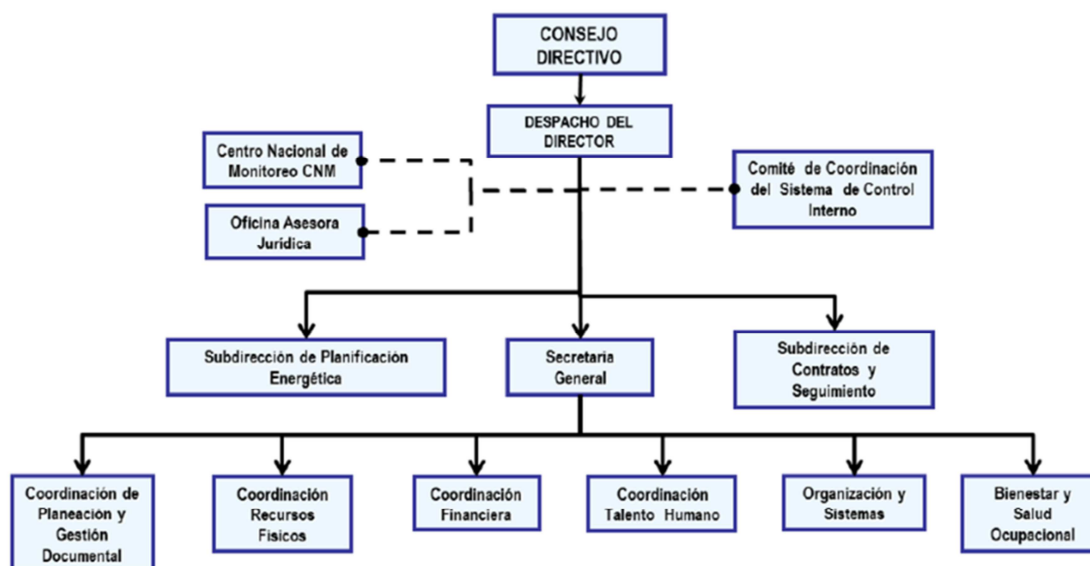 CONSEJO
DIRECTIVO
DESPACHO DEL
DIRECTOR
Centro Nacional de
Monitoreo CNM
Comité de Coordinación
del Sistema de Control
Interno
Oficina Asesora
Jurídica
Subdirección de Planificación
Energética
Secretaria
General
Subdirección de
Contratos y
Seguimiento
Coordinación de
Planeación y
Gestión
Documental
Coordinación
Recursos
Físicos
Coordinación
Financiera
Coordinación
Talento Humano
Organización y
Sistemas
Bienestar y
Salud
Ocupacional